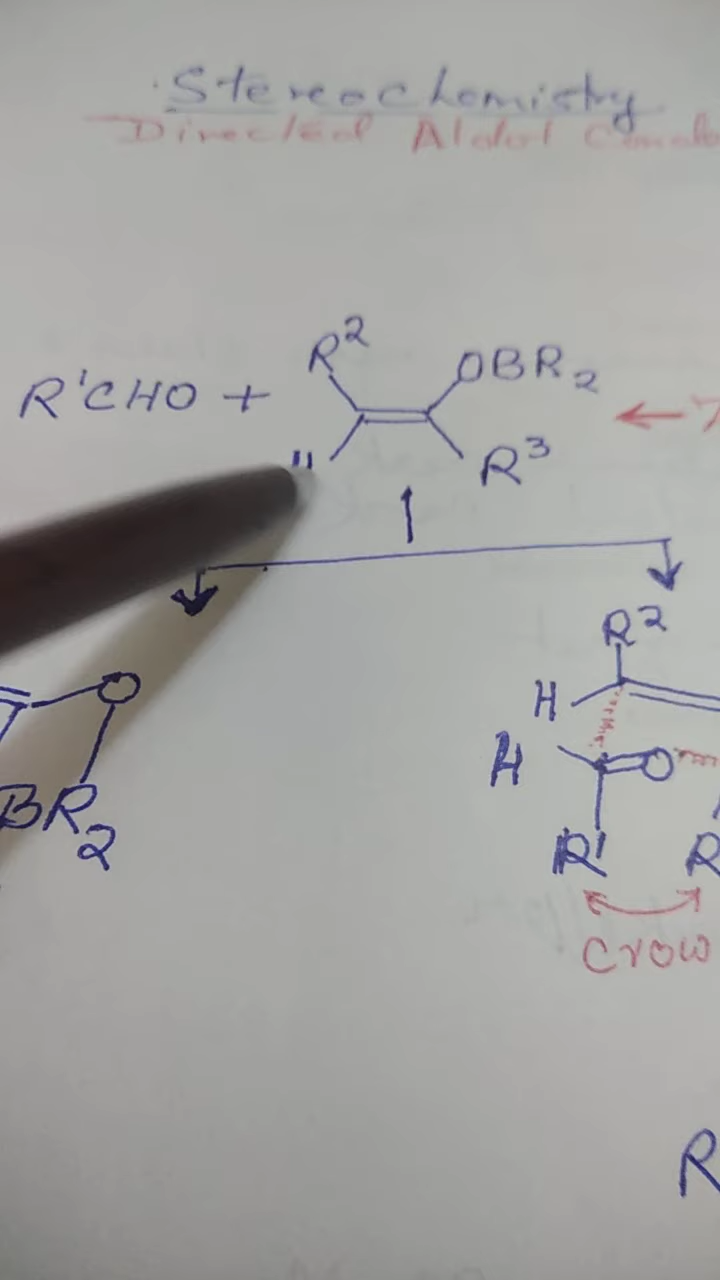 Stereochemistry
Directed Aldol
R²
OBR₂
R'CHO +
H
R³
R²
H
O
H
O
BR₂
R'
R
crow
R